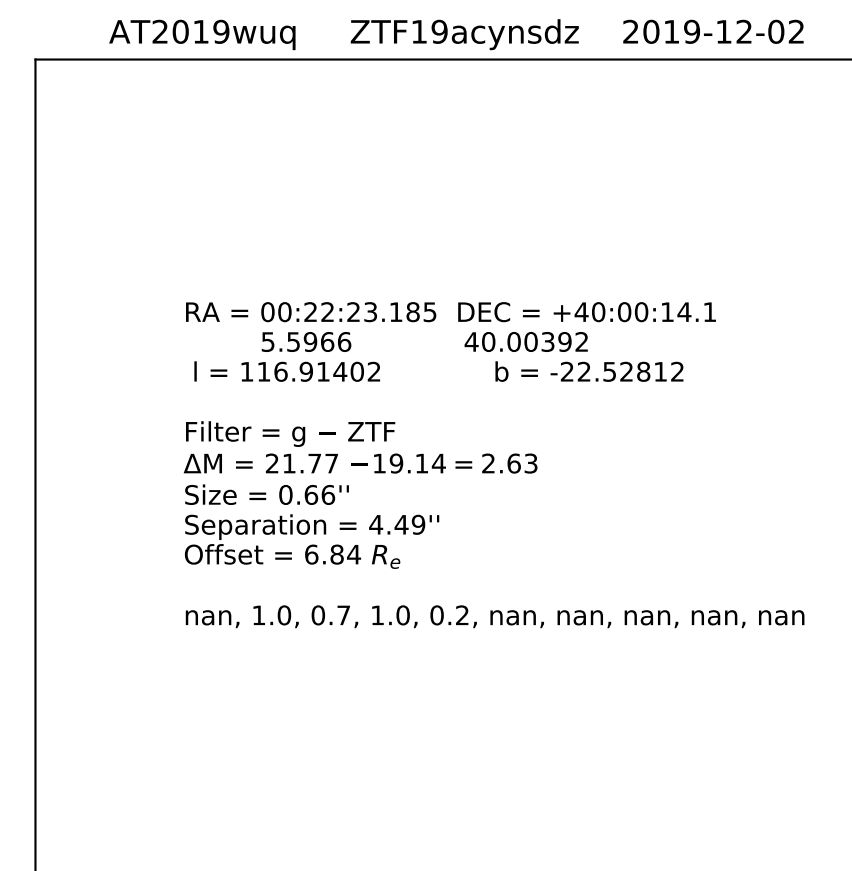 AT2019wuq ZTF19acynsdz 2019-12-02
RA = 00:22:23.185 DEC = +40:00:14.1
5.5966 40.00392
l = 116.91402 b = -22.52812
Filter = g − ZTF
ΔM = 21.77 −19.14 = 2.63
Size = 0.66''
Separation = 4.49''
Offset = 6.84 Rₑ
nan, 1.0, 0.7, 1.0, 0.2, nan, nan, nan, nan, nan